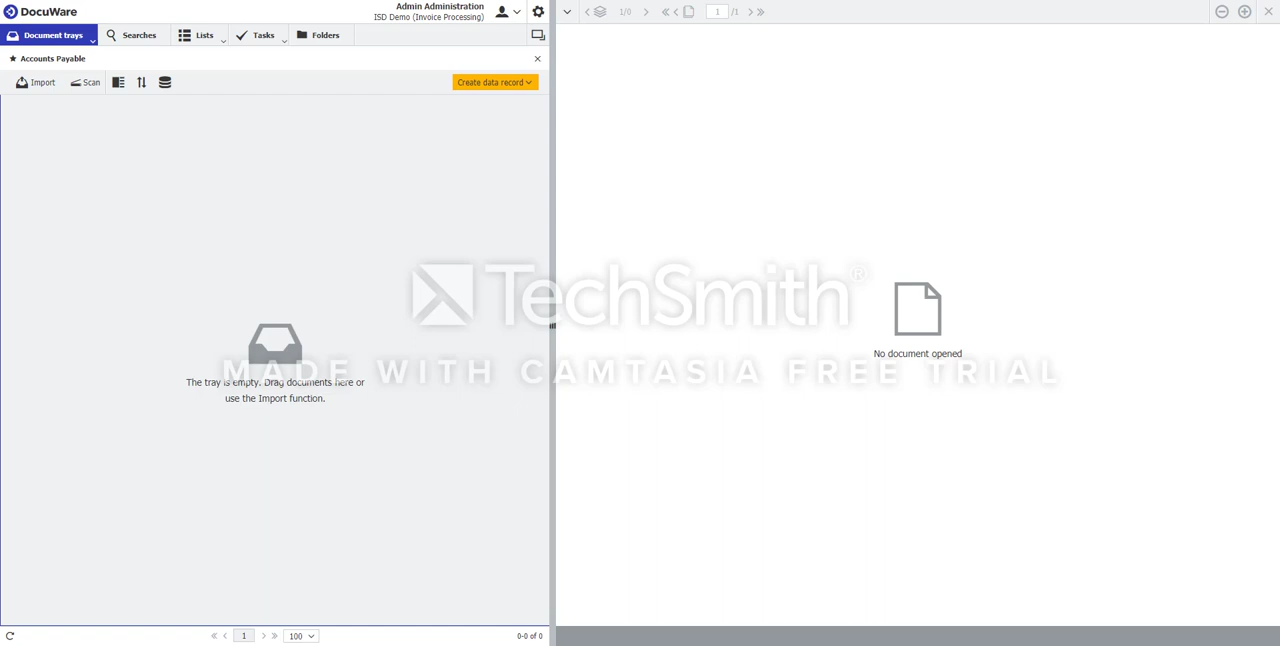 DocuWare
Admin Administration
ISD Demo (Invoice Processing)
1/0
1 /1
Document trays
Searches
Lists
Tasks
Folders
Accounts Payable
Import
Scan
Create data record
TechSmith®
MADE WITH CAMTASIA FREE TRIAL
No document opened
The tray is empty. Drag documents here or
use the Import function.
1
100
0-0 of 0